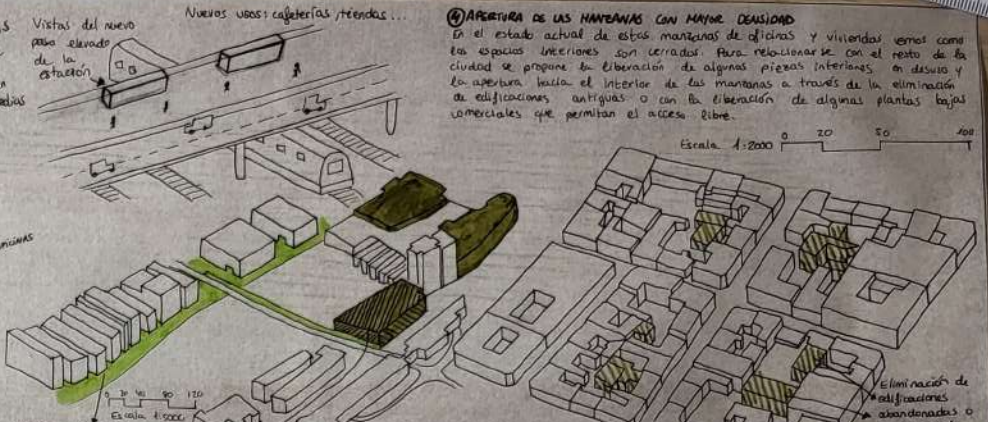 Vistas del nuevo
paso elevado
de la
estación
Nuevos usos: cafeterías, tiendas...
④ APERTURA DE LAS MANZANAS CON MAYOR DENSIDAD
En el estado actual de estas manzanas de oficinas y viviendas vemos como
los espacios interiores son cerrados. Para relacionarse con el resto de la
ciudad se propone la liberación de algunas piezas interiores en desuso y
la apertura hacia el interior de las manzanas a través de la eliminación
de edificaciones antiguas o con la liberación de algunas plantas bajas
comerciales que permitan el acceso libre.
Escala 1:2000 0 20 50 100
0 20 40 80 120
Escala 1:5000
Eliminación de
edificaciones
abandonadas o